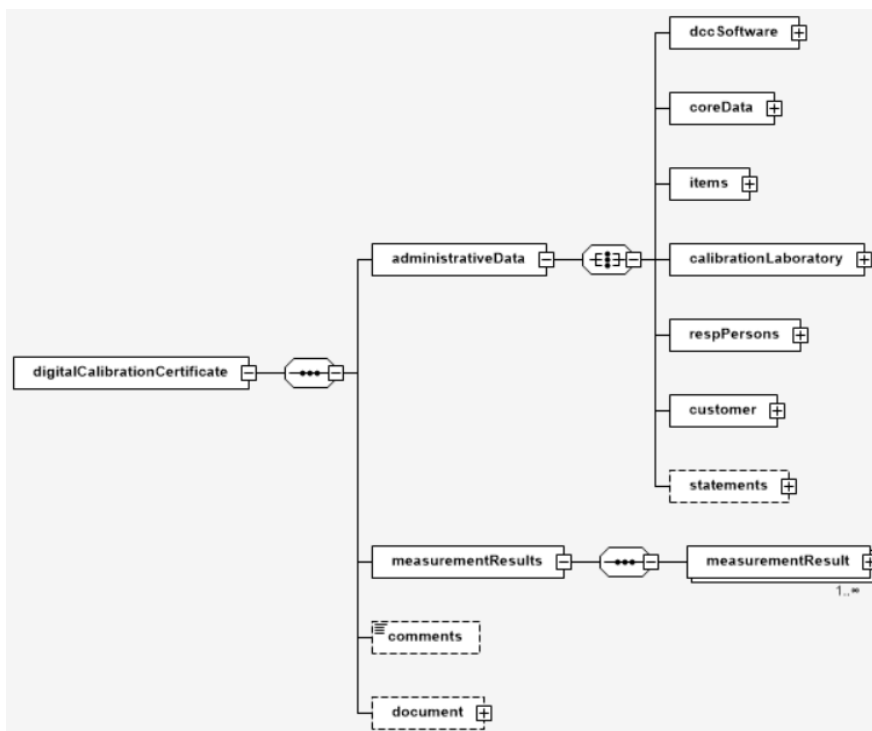 dccSoftware
coreData
items
administrativeData
calibrationLaboratory
respPersons
digitalCalibrationCertificate
customer
statements
measurementResults
measurementResult
1..∞
comments
document